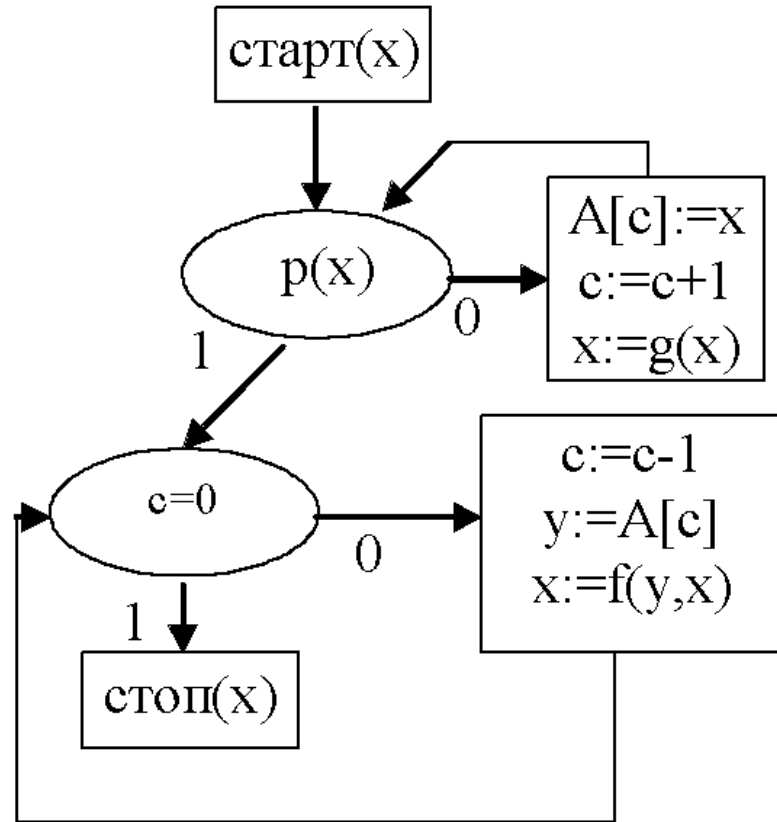 старт(x)
p(x)
0
1
A[c]:=x
c:=c+1
x:=g(x)
c=0
0
1
c:=c-1
y:=A[c]
x:=f(y,x)
стоп(x)